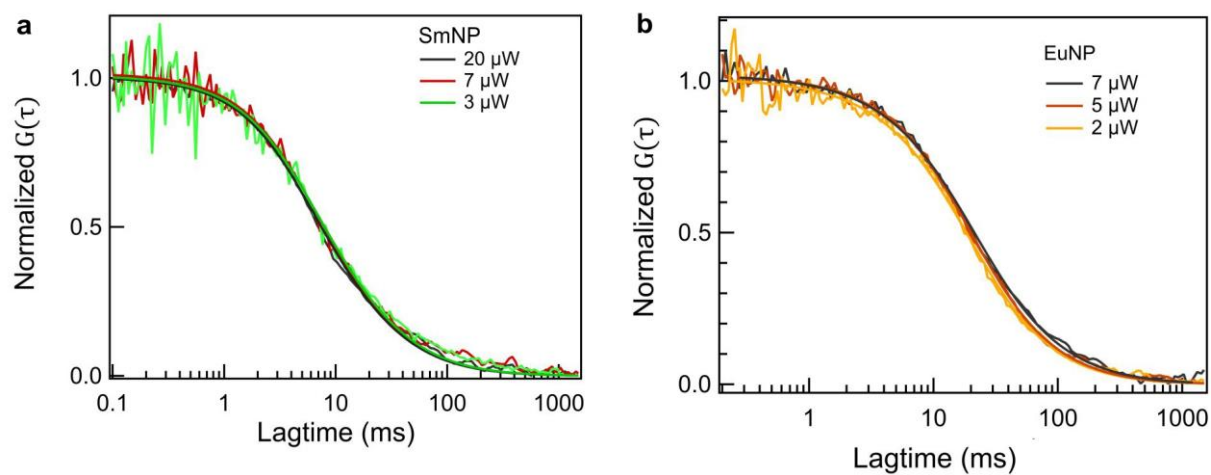 a
SmNP
20 µW
7 µW
3 µW
Normalized G(τ)
1.0
0.5
0.0
0.1 1 10 100 1000
Lagtime (ms)
b
EuNP
7 µW
5 µW
2 µW
Normalized G(τ)
1.0
0.5
0.0
1 10 100 1000
Lagtime (ms)